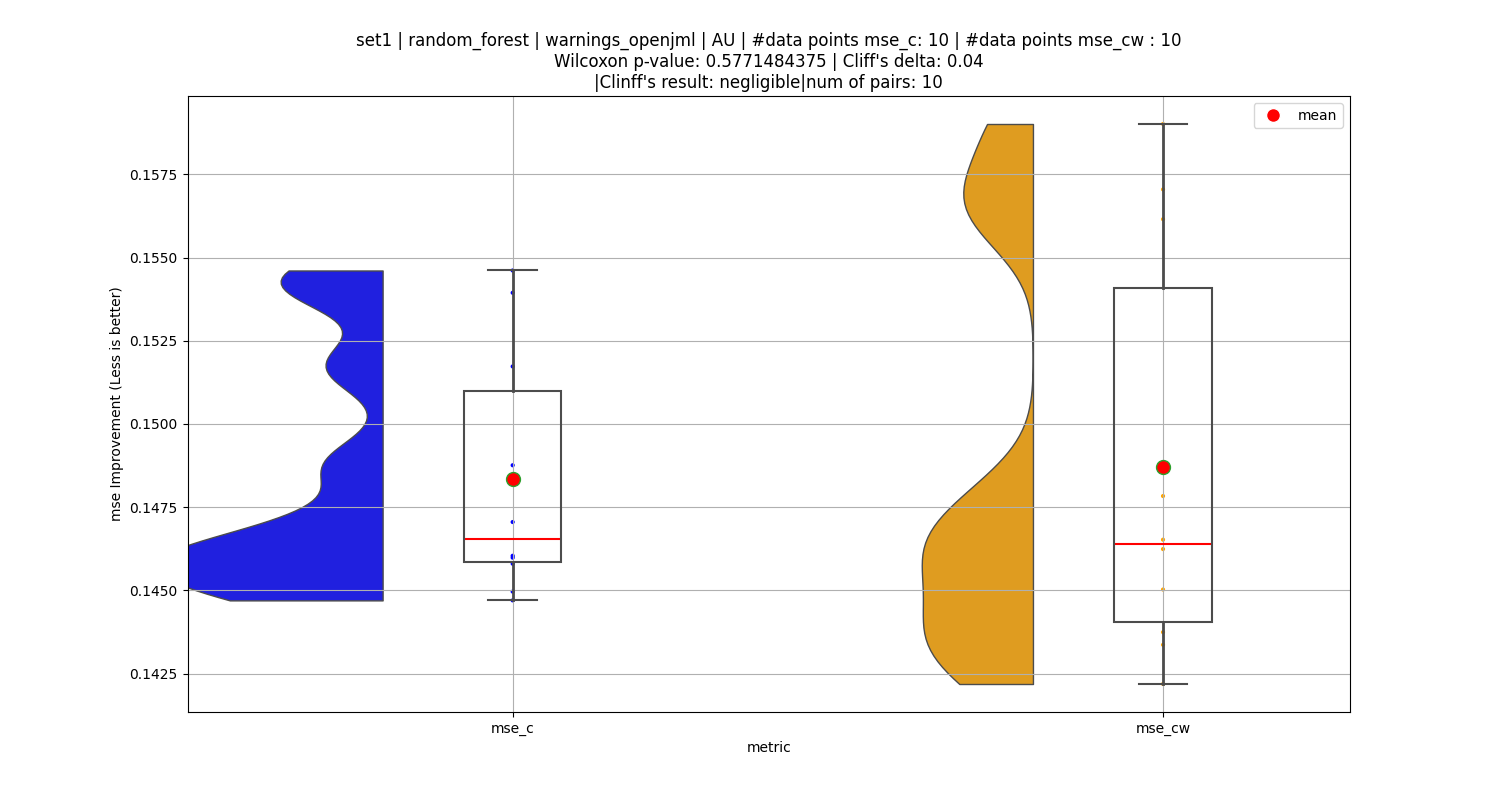 set1 | random_forest | warnings_openjml | AU | #data points mse_c: 10 | #data points mse_cw : 10
Wilcoxon p-value: 0.5771484375 | Cliff's delta: 0.04
|Clinff's result: negligible|num of pairs: 10
mean
0.1575
0.1550
0.1525
0.1500
0.1475
0.1450
0.1425
mse Improvement (Less is better)
mse_c
mse_cw
metric